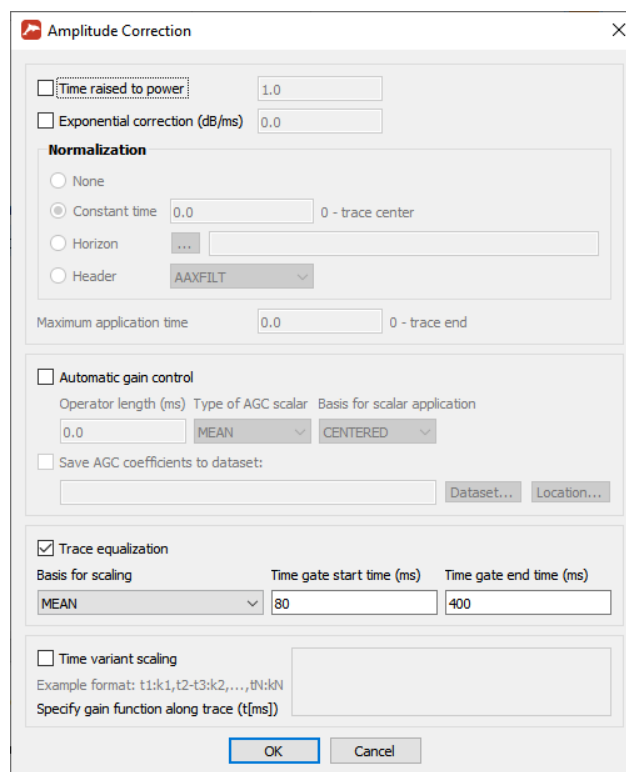 Amplitude Correction
Time raised to power 1.0
Exponential correction (dB/ms) 0.0
Normalization
None
Constant time 0.0 0 - trace center
Horizon ...
Header AAXFILT
Maximum application time 0.0 0 - trace end
Automatic gain control
Operator length (ms) Type of AGC scalar Basis for scalar application
0.0 MEAN CENTERED
Save AGC coefficients to dataset:
Dataset... Location...
Trace equalization
Basis for scaling Time gate start time (ms) Time gate end time (ms)
MEAN 80 400
Time variant scaling
Example format: t1:k1,t2-t3:k2,...,tN:kN
Specify gain function along trace (t[ms])
OK Cancel